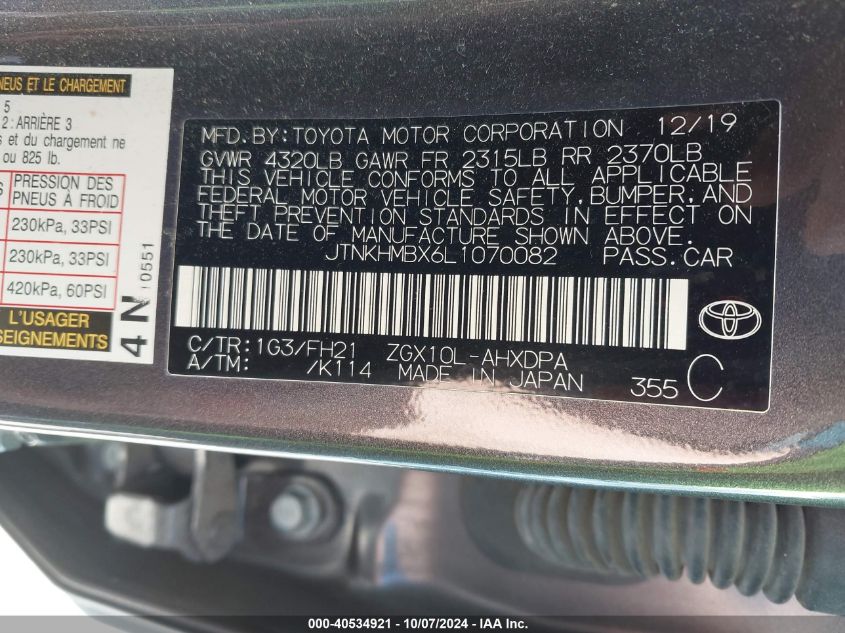 NEUS ET LE CHARGEMENT
5
2 : ARRIÈRE 3
s et du chargement ne
ou 825 lb.
PRESSION DES
PNEUS À FROID
230kPa, 33PSI
230kPa, 33PSI
420kPa, 60PSI
L'USAGER
SEIGNEMENTS
4 N
10551
MFD. BY: TOYOTA MOTOR CORPORATION 12/19
GVWR 4320LB GAWR FR 2315LB RR 2370LB
THIS VEHICLE CONFORMS TO ALL APPLICABLE
FEDERAL MOTOR VEHICLE SAFETY, BUMPER, AND
THEFT PREVENTION STANDARDS IN EFFECT ON
THE DATE OF MANUFACTURE SHOWN ABOVE.
JTNKHMBX6L1070082 PASS.CAR
C/TR: 1G3/FH21 ZGX10L-AHXDPA
A/TM: /K114 MADE IN JAPAN 355 C
000-40534921 - 10/07/2024 - IAA Inc.